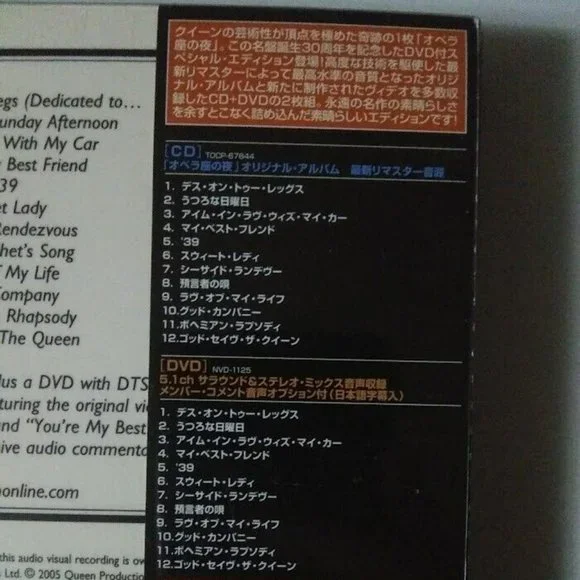 egs (Dedicated to...
unday Afternoon
With My Car
Best Friend
39
et Lady
Rendezvous
het's Song
My Life
ompany
Rhapsody
The Queen
lus a DVD with DTS
turing the original vi
nd "You're My Best
ive audio commenta
online.com
this audio visual recording is ow
s Ltd. © 2005 Queen Production
クイーンの芸術性が頂点を極めた奇跡の1枚「オペラ
座の夜」。この名盤誕生30周年を記念したDVD付ス
ペシャル・エディション登場!高度な技術を駆使した最
新リマスターによって最高水準の音質となったオリジ
ナル・アルバムと新たに制作されたヴィデオを多数収
録したCD+DVDの2枚組。永遠の名作の素晴らしさ
を余すとこなく詰め込んだ素晴らしいエディションです!
[CD] TOCP-67644
「オペラ座の夜」オリジナル・アルバム 最新リマスター音源
1. デス・オン・トゥー・レッグス
2. うつろな日曜日
3. アイム・イン・ラヴ・ウィズ・マイ・カー
4. マイ・ベスト・フレンド
5. '39
6. スウィート・レディ
7. シーサイド・ランデヴー
8. 預言者の唄
9. ラヴ・オブ・マイ・ライフ
10. グッド・カンパニー
11. ボヘミアン・ラプソディ
12. ゴッド・セイヴ・ザ・クイーン
[DVD] NVD-1125
5.1ch サラウンド&ステレオ・ミックス音声収録
メンバー・コメント音声オプション付(日本語字幕入)
1. デス・オン・トゥー・レッグス
2. うつろな日曜日
3. アイム・イン・ラヴ・ウィズ・マイ・カー
4. マイ・ベスト・フレンド
5. '39
6. スウィート・レディ
7. シーサイド・ランデヴー
8. 預言者の唄
9. ラヴ・オブ・マイ・ライフ
10. グッド・カンパニー
11. ボヘミアン・ラプソディ
12. ゴッド・セイヴ・ザ・クイーン